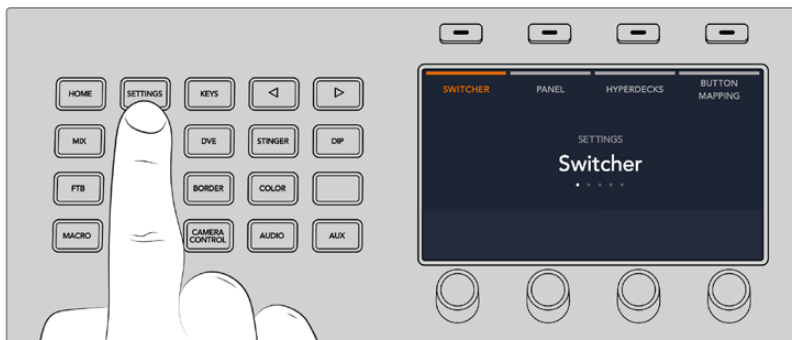 HOME
SETTINGS
KEYS
MIX
DVE
STINGER
DIP
FTB
BORDER
COLOR
MACRO
CAMERA
CONTROL
AUDIO
AUX
SWITCHER
PANEL
HYPERDECKS
BUTTON
MAPPING
SETTINGS
Switcher